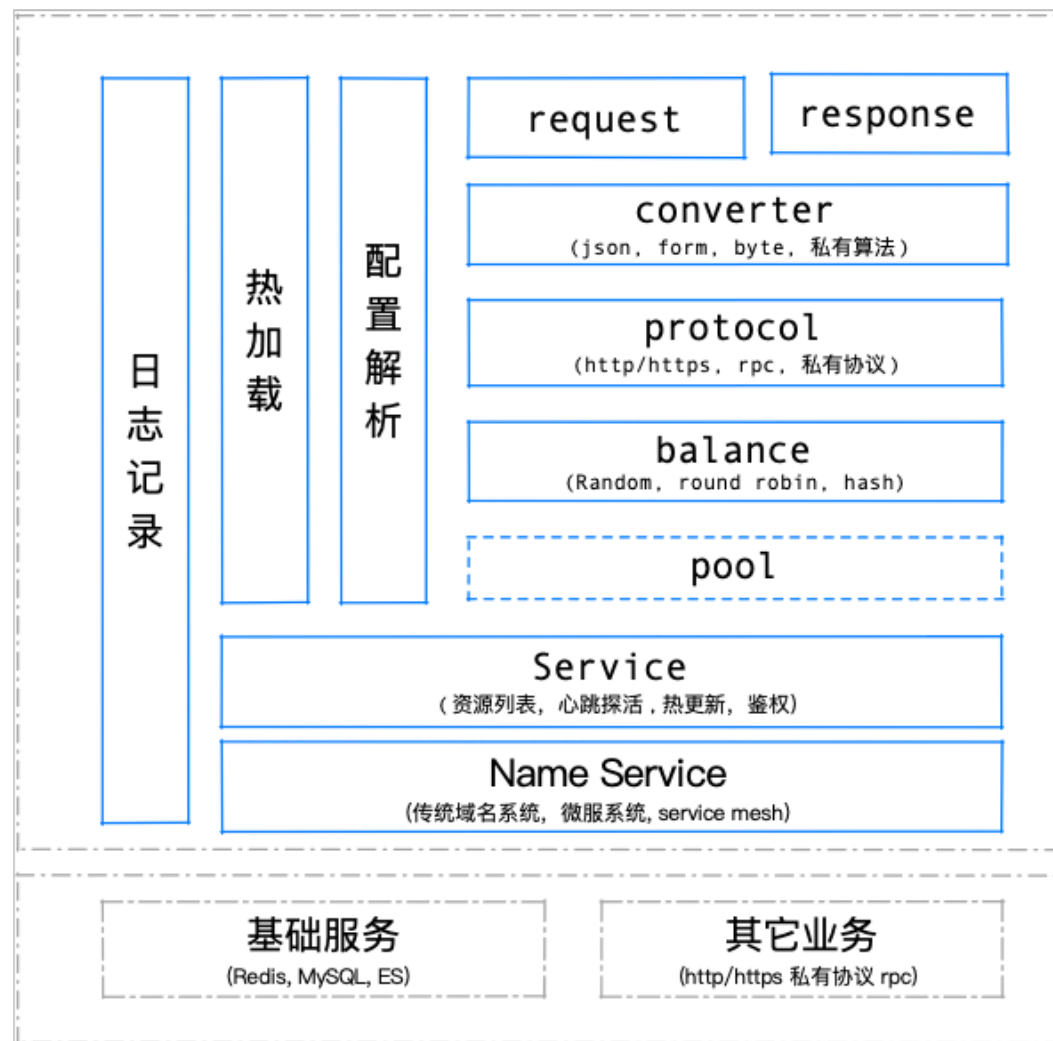 日志记录
热加载
配置解析
request
response
converter
(json, form, byte, 私有算法)
protocol
(http/https, rpc, 私有协议)
balance
(Random, round robin, hash)
pool
Service
(资源列表, 心跳探活,热更新, 鉴权)
Name Service
(传统域名系统, 微服系统, service mesh)
基础服务
(Redis, MySQL, ES)
其它业务
(http/https 私有协议 rpc)